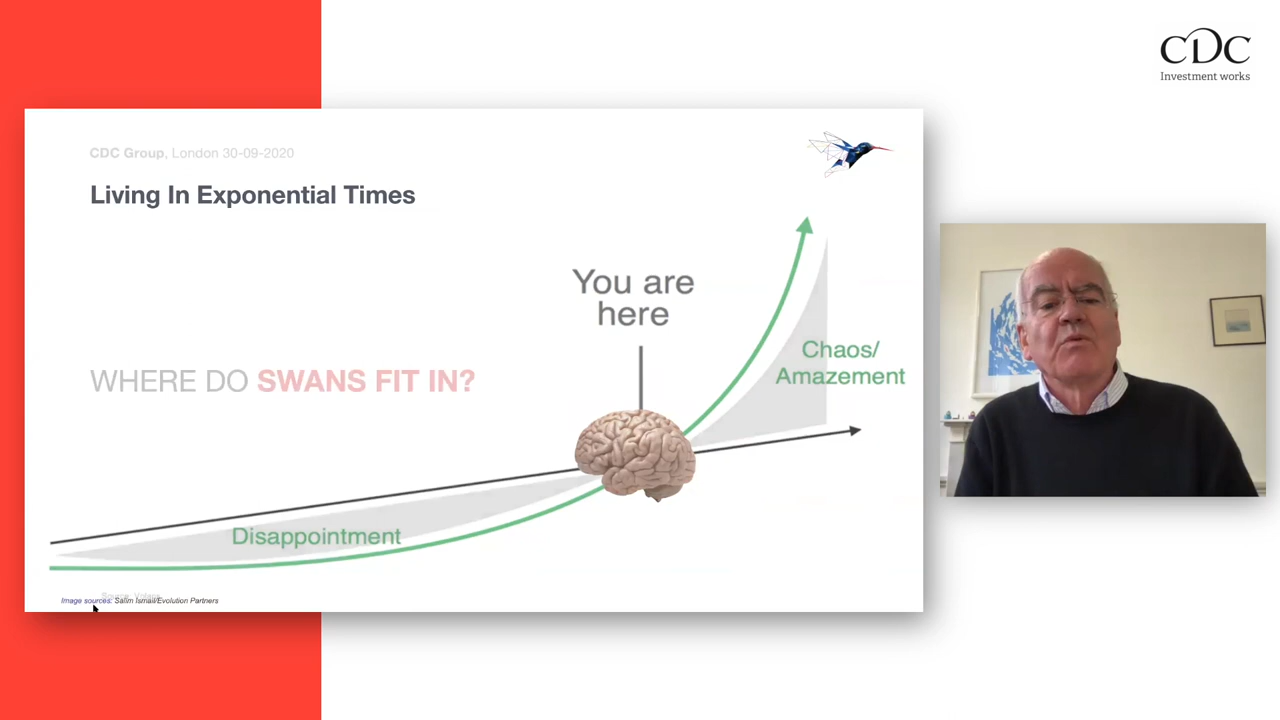 CDC
Investment works
CDC Group, London 30-09-2020
Living In Exponential Times
You are
here
Chaos/
Amazement
WHERE DO SWANS FIT IN?
Disappointment
Image sources: Salim Ismail/Evolution Partners